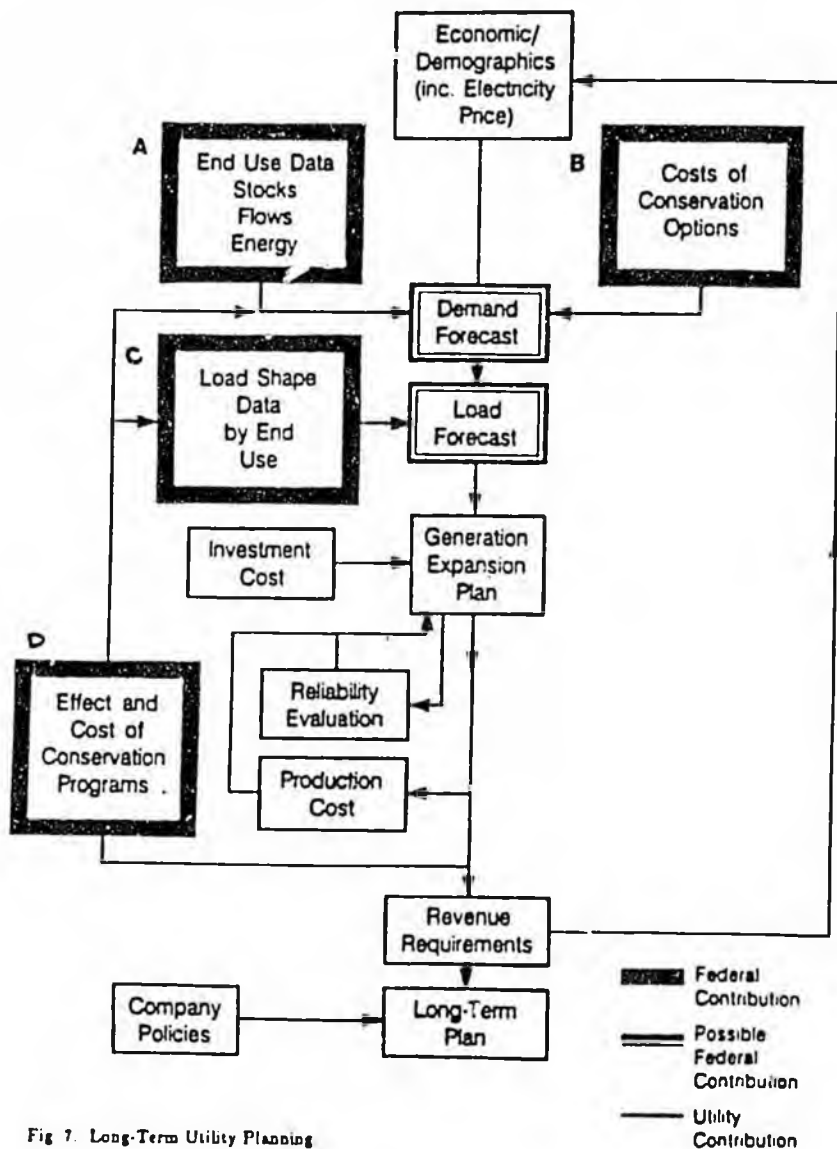 Economic/
Demographics
(inc. Electricity
Price)
A
End Use Data
Stocks
Flows
Energy
B
Costs of
Conservation
Options
Demand
Forecast
C
Load Shape
Data
by End
Use
Load
Forecast
Investment
Cost
Generation
Expansion
Plan
D
Effect and
Cost of
Conservation
Programs
Reliability
Evaluation
Production
Cost
Revenue
Requirements
Company
Policies
Long-Term
Plan
Federal
Contribution
Possible
Federal
Contribution
Utility
Contribution
Fig 7. Long-Term Utility Planning